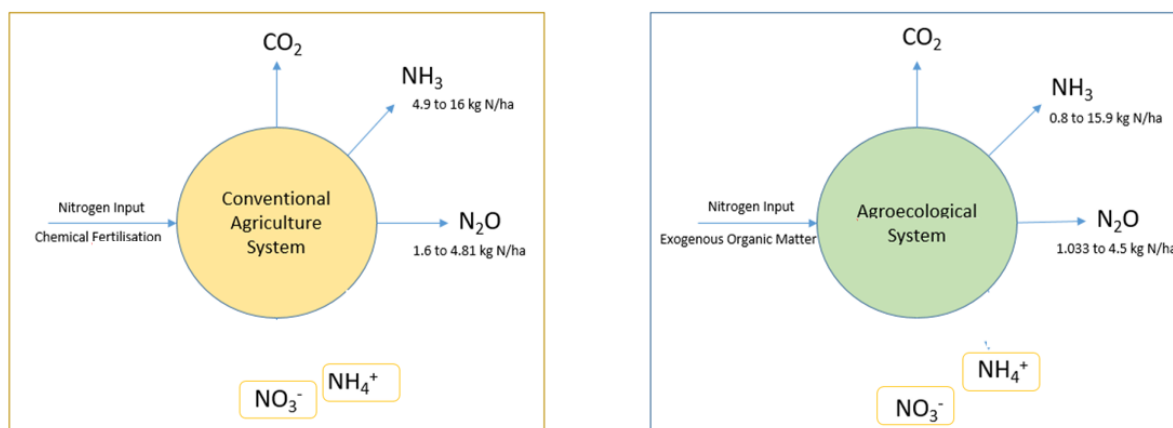 CO₂
NH₃
4.9 to 16 kg N/ha
Nitrogen Input
Chemical Fertilisation
Conventional
Agriculture
System
N₂O
1.6 to 4.81 kg N/ha
NH₄⁺
NO₃⁻
CO₂
NH₃
0.8 to 15.9 kg N/ha
Nitrogen Input
Exogenous Organic Matter
Agroecological
System
N₂O
1.033 to 4.5 kg N/ha
NH₄⁺
NO₃⁻